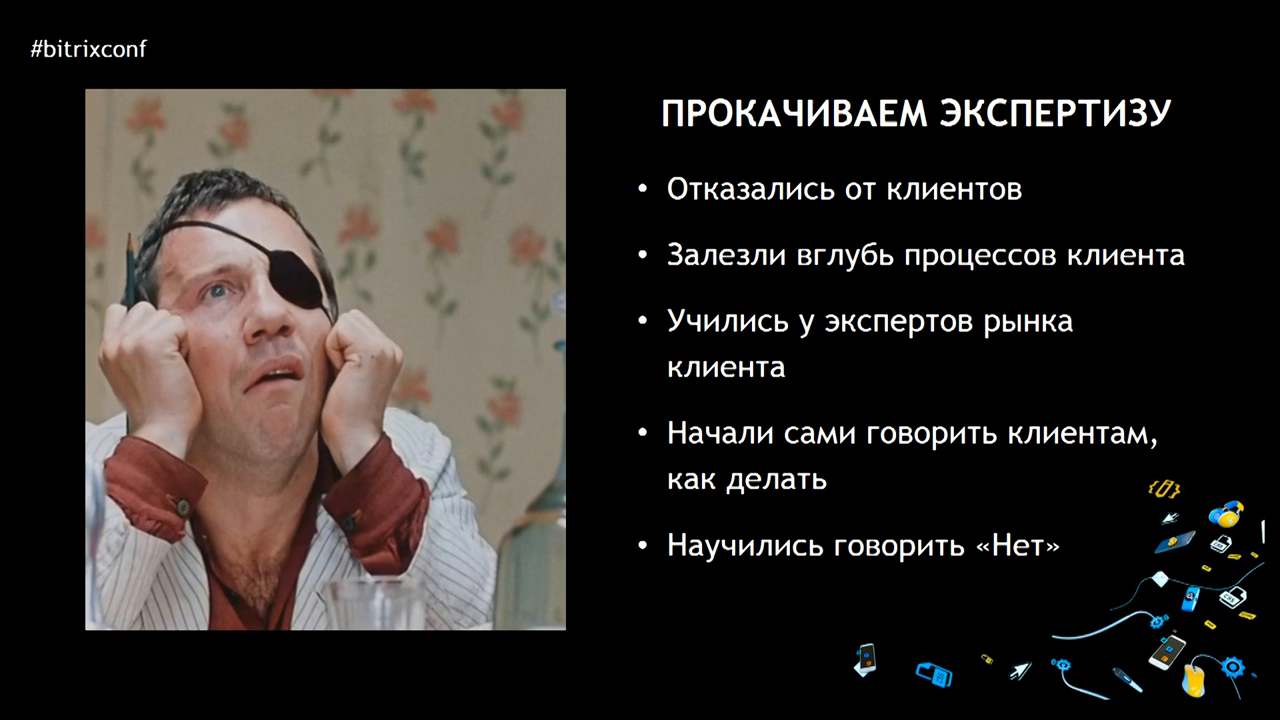 #bitrixconf
ПРОКАЧИВАЕМ ЭКСПЕРТИЗУ
• Отказались от клиентов
• Залезли вглубь процессов клиента
• Учились у экспертов рынка
клиента
• Начали сами говорить клиентам,
как делать
• Научились говорить «Нет»